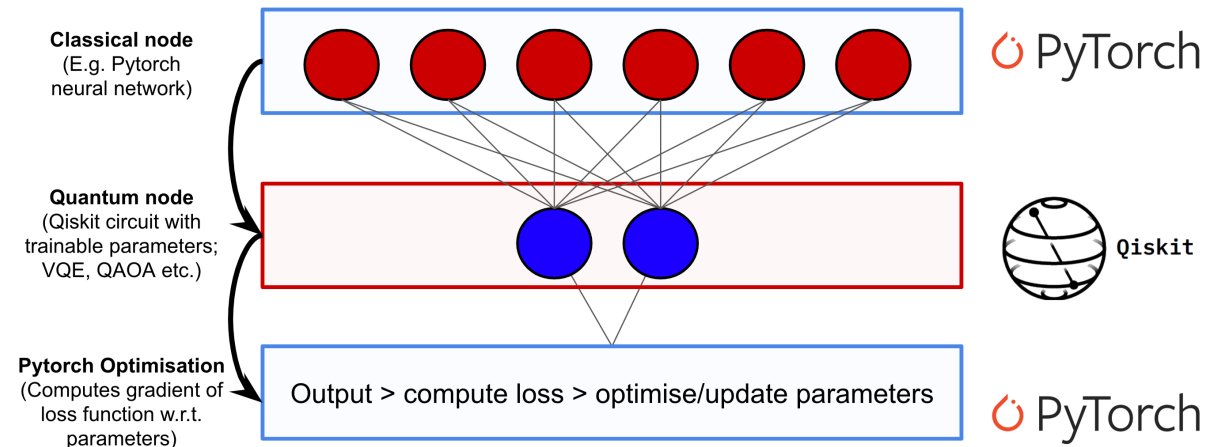 Classical node
(E.g. Pytorch
neural network)
PyTorch
Quantum node
(Qiskit circuit with
trainable parameters;
VQE, QAOA etc.)
Qiskit
Pytorch Optimisation
(Computes gradient of
loss function w.r.t.
parameters)
Output > compute loss > optimise/update parameters
PyTorch